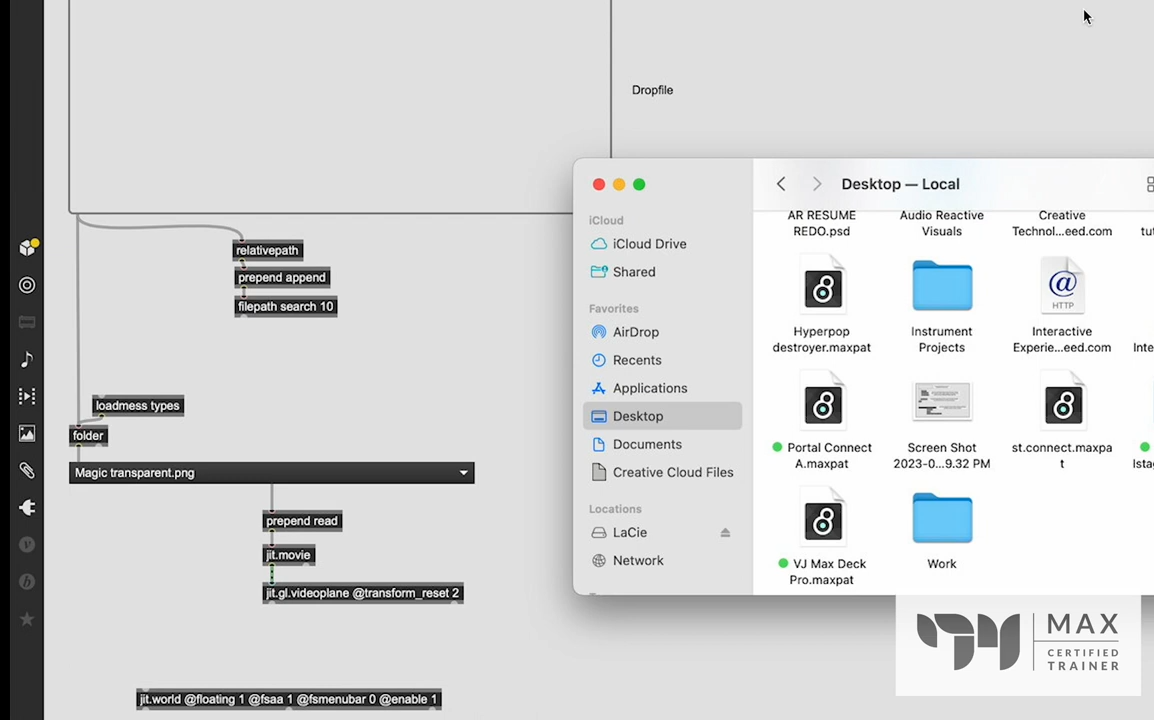 Dropfile
relativepath
prepend append
filepath search 10
loadmess types
folder
Magic transparent.png
prepend read
jit.movie
jit.gl.videoplane @transform_reset 2
jit.world @floating 1 @fsaa 1 @fsmenubar 0 @enable 1
Desktop — Local
iCloud
iCloud Drive
Shared
Favorites
AirDrop
Recents
Applications
Desktop
Documents
Creative Cloud Files
Locations
LaCie
Network
AR RESUME
REDO.psd
Audio Reactive
Visuals
Creative
Technol...eed.com
tut
Hyperpop
destroyer.maxpat
Instrument
Projects
@
HTTP
Interactive
Experie...eed.com
Inte
Portal Connect
A.maxpat
Screen Shot
2023-0...9.32 PM
st.connect.maxpa
t
Ista
VJ Max Deck
Pro.maxpat
Work
MAX
CERTIFIED
TRAINER